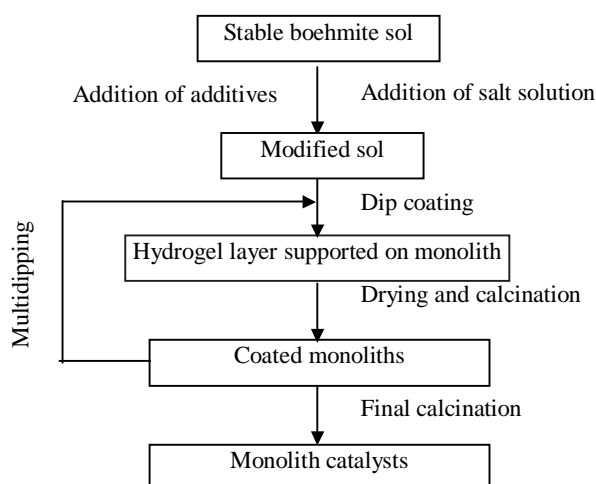 Stable boehmite sol
Addition of additives
Addition of salt solution
Modified sol
Dip coating
Hydrogel layer supported on monolith
Drying and calcination
Multidipping
Coated monoliths
Final calcination
Monolith catalysts